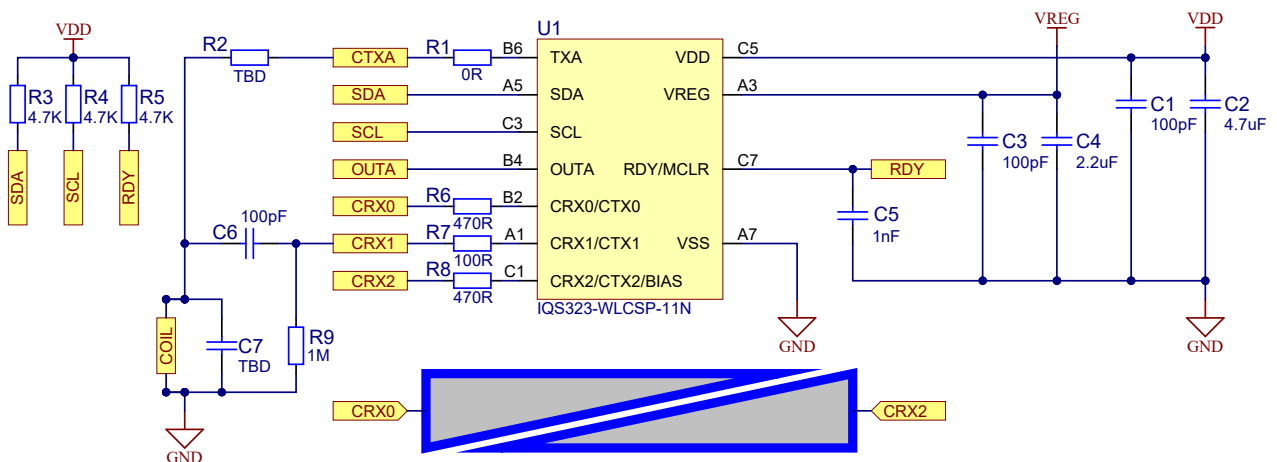 VDD
R3
4.7K
R4
4.7K
R5
4.7K
SDA
SCL
RDY
R2
TBD
CTXA
R1
0R
SDA
SCL
OUTA
CRX0
R6
470R
CRX1
R7
100R
CRX2
R8
470R
C6
100pF
R9
1M
COIL
C7
TBD
GND
U1
B6
TXA
A5
SDA
C3
SCL
B4
OUTA
B2
CRX0/CTX0
A1
CRX1/CTX1
C1
CRX2/CTX2/BIAS
VDD
C5
VREG
A3
RDY/MCLR
C7
VSS
A7
IQS323-WLCSP-11N
VREG
VDD
C1
100pF
C2
4.7uF
C3
100pF
C4
2.2uF
RDY
C5
1nF
GND
GND
CRX0
CRX2